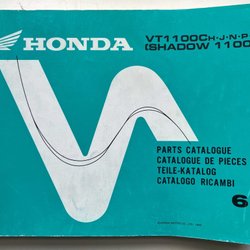 HONDA
VT1100CH·J·N·P
(SHADOW 1100
PARTS CATALOGUE
CATALOGUE DE PIECES
TEILE-KATALOG
CATALOGO RICAMBI
6